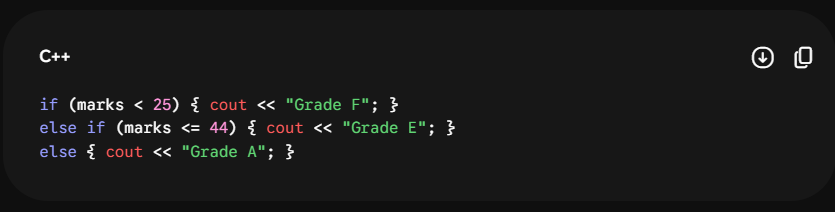 C++
if (marks < 25) { cout << "Grade F"; }
else if (marks <= 44) { cout << "Grade E"; }
else { cout << "Grade A"; }